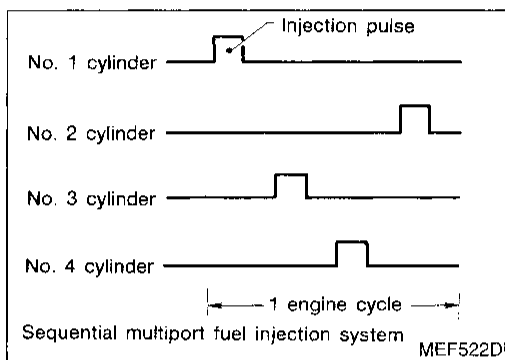 Injection pulse
No. 1 cylinder
No. 2 cylinder
No. 3 cylinder
No. 4 cylinder
1 engine cycle
Sequential multiport fuel injection system
MEF522D